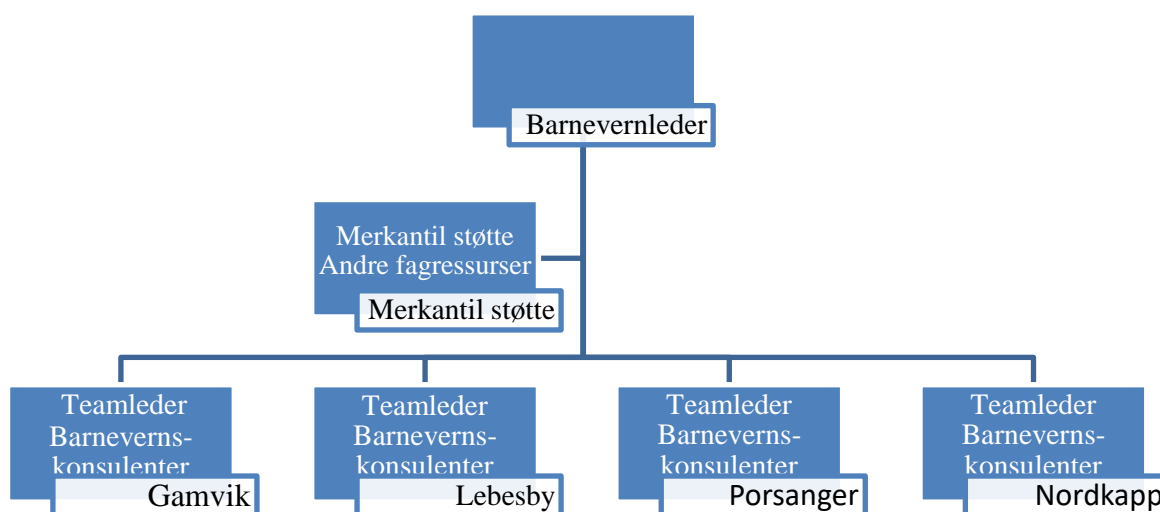 Barnevernleder
Merkantil støtte
Andre fagressurser
Merkantil støtte
Teamleder
Barneverns-
konsulenter
Gamvik
Teamleder
Barneverns-
konsulenter
Lebesby
Teamleder
Barneverns-
konsulenter
Porsanger
Teamleder
Barneverns-
konsulenter
Nordkapp